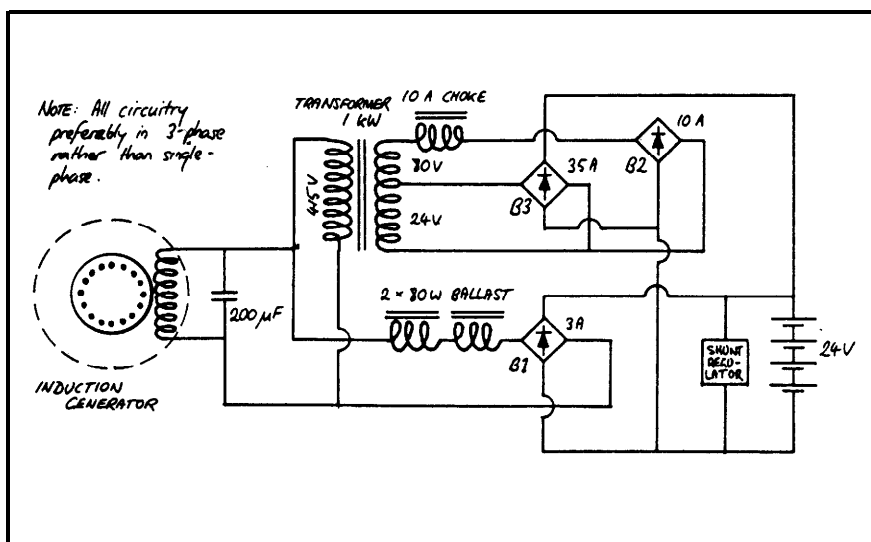 NOTE: All circuitry
preferably in 3-phase
rather than single-
phase.
TRANSFORMER
1 kW
10 A CHOKE
10 A
80V
35A
B2
415V
B3
24V
200µF
2 × 80W BALLAST
3A
B1
SHUNT
REGU-
LATOR
24V
INDUCTION
GENERATOR